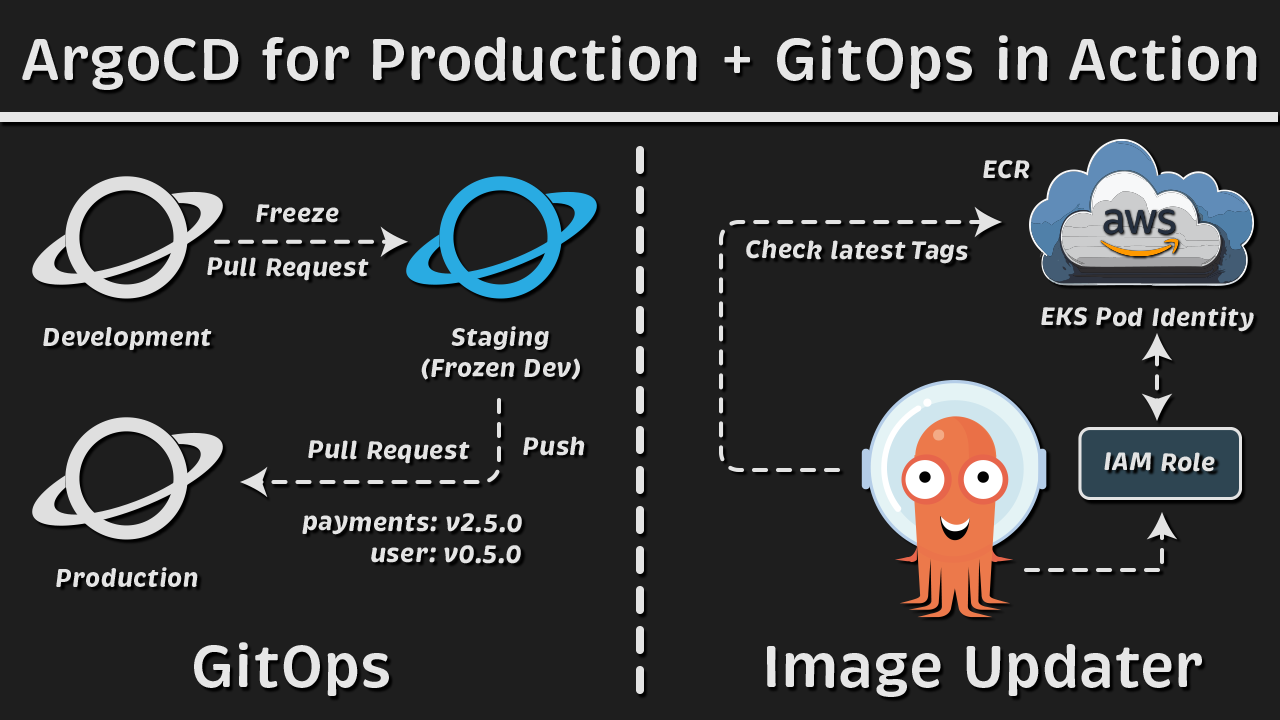 ArgoCD for Production + GitOps in Action
Freeze
Pull Request
Development
Staging
(Frozen Dev)
Pull Request
Push
payments: v2.5.0
user: v0.5.0
Production
GitOps
ECR
aws
Check latest Tags
EKS Pod Identity
IAM Role
Image Updater